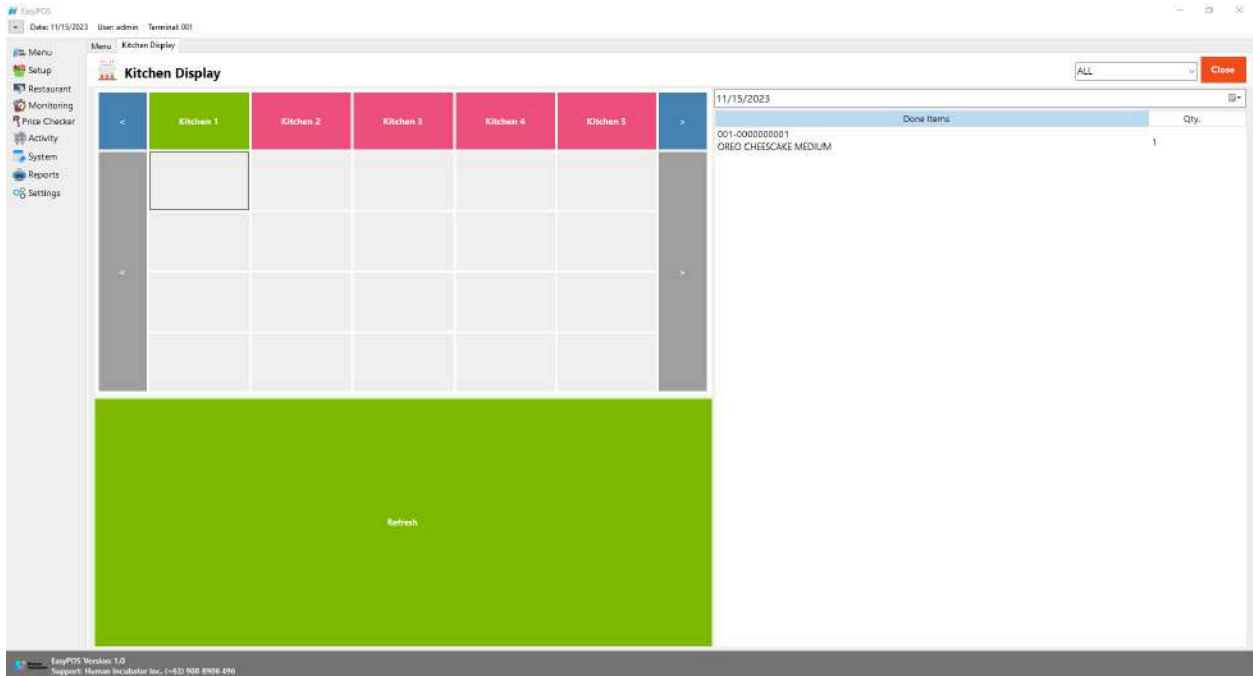 EasyPOS
Date: 11/15/2023 User: admin Terminal: 001
Menu
Setup
Restaurant
Monitoring
Price Checker
Activity
System
Reports
Settings
Menu Kitchen Display
Kitchen Display
ALL
Close
< Kitchen 1 Kitchen 2 Kitchen 3 Kitchen 4 Kitchen 5 >
< >
Refresh
11/15/2023
Done Items Qty.
001-0000000001
OREO CHEESCAKE MEDIUM 1
EasyPOS Version: 1.0
Support: Human Incubator Inc. (+63) 908 8906 496